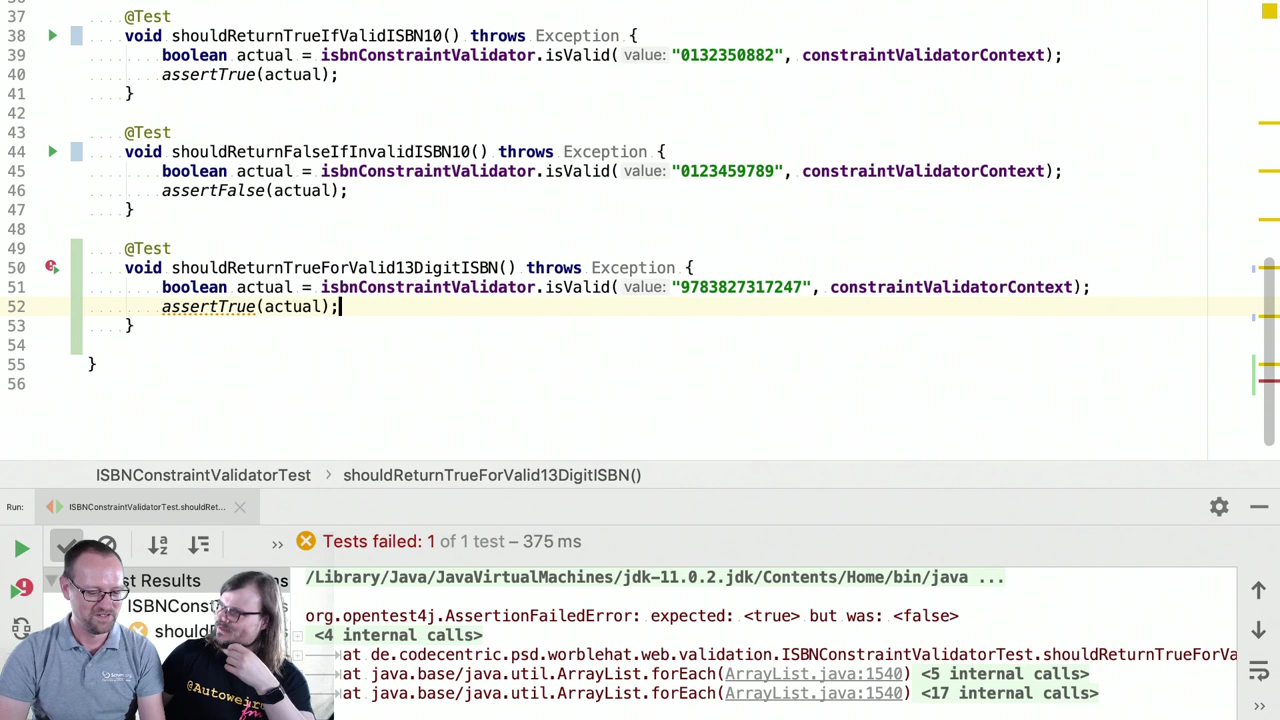 37 @Test
38 void shouldReturnTrueIfValidISBN10() throws Exception {
39 boolean actual = isbnConstraintValidator.isValid( value: "0132350882", constraintValidatorContext);
40 assertTrue(actual);
41 }
42
43 @Test
44 void shouldReturnFalseIfInvalidISBN10() throws Exception {
45 boolean actual = isbnConstraintValidator.isValid( value: "0123459789", constraintValidatorContext);
46 assertFalse(actual);
47 }
48
49 @Test
50 void shouldReturnTrueForValid13DigitISBN() throws Exception {
51 boolean actual = isbnConstraintValidator.isValid( value: "9783827317247", constraintValidatorContext);
52 assertTrue(actual);
53 }
54
55 }
56
ISBNConstraintValidatorTest › shouldReturnTrueForValid13DigitISBN()
Run: ISBNConstraintValidatorTest.shouldRet...
» Tests failed: 1 of 1 test – 375 ms
st Results
/Library/Java/JavaVirtualMachines/jdk-11.0.2.jdk/Contents/Home/bin/java ...
ISBNConst
org.opentest4j.AssertionFailedError: expected: <true> but was: <false>
should
<4 internal calls>
at de.codecentric.psd.worblehat.web.validation.ISBNConstraintValidatorTest.shouldReturnTrueForVa
at java.base/java.util.ArrayList.forEach(ArrayList.java:1540) <5 internal calls>
at java.base/java.util.ArrayList.forEach(ArrayList.java:1540) <17 internal calls>
@Autoweird
fm